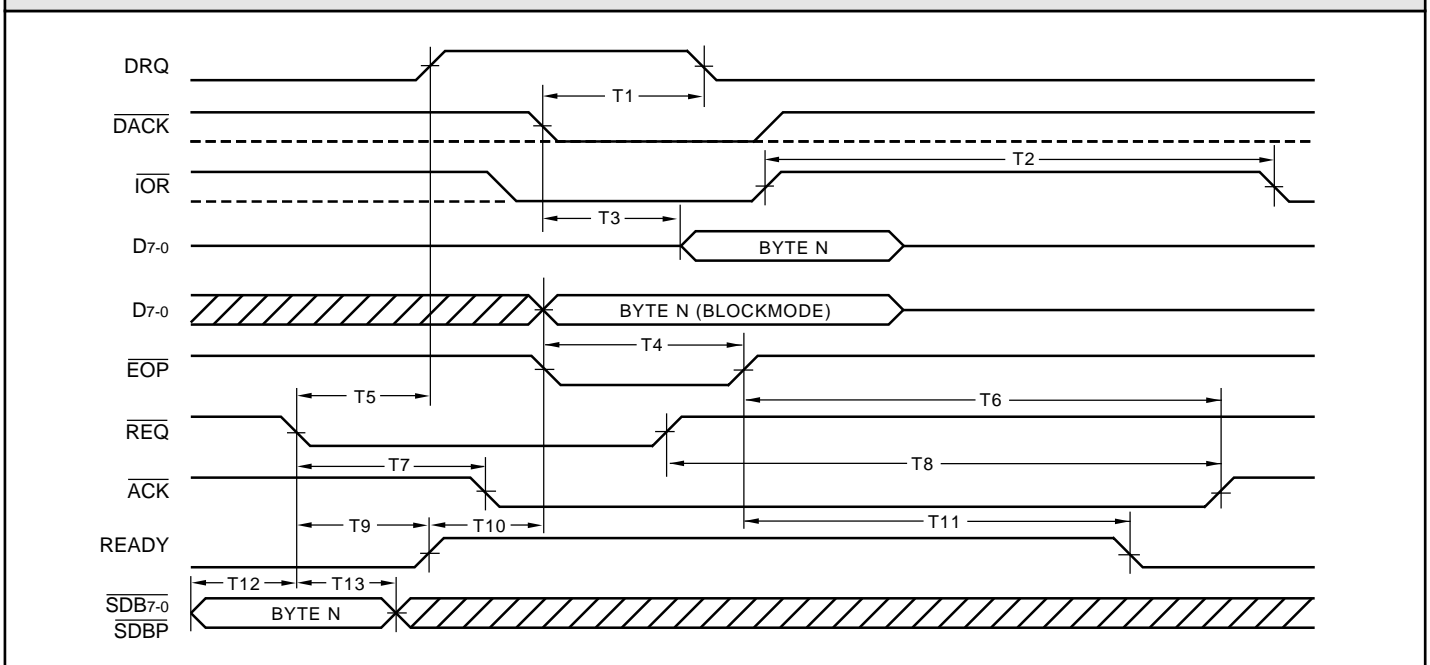 DRQ
T1
DACK
T2
IOR
T3
D7-0
BYTE N
D7-0
BYTE N (BLOCKMODE)
T4
EOP
T5
T6
REQ
T7
T8
ACK
T9
T10
T11
READY
T12
T13
SDB7-0
BYTE N
SDBP